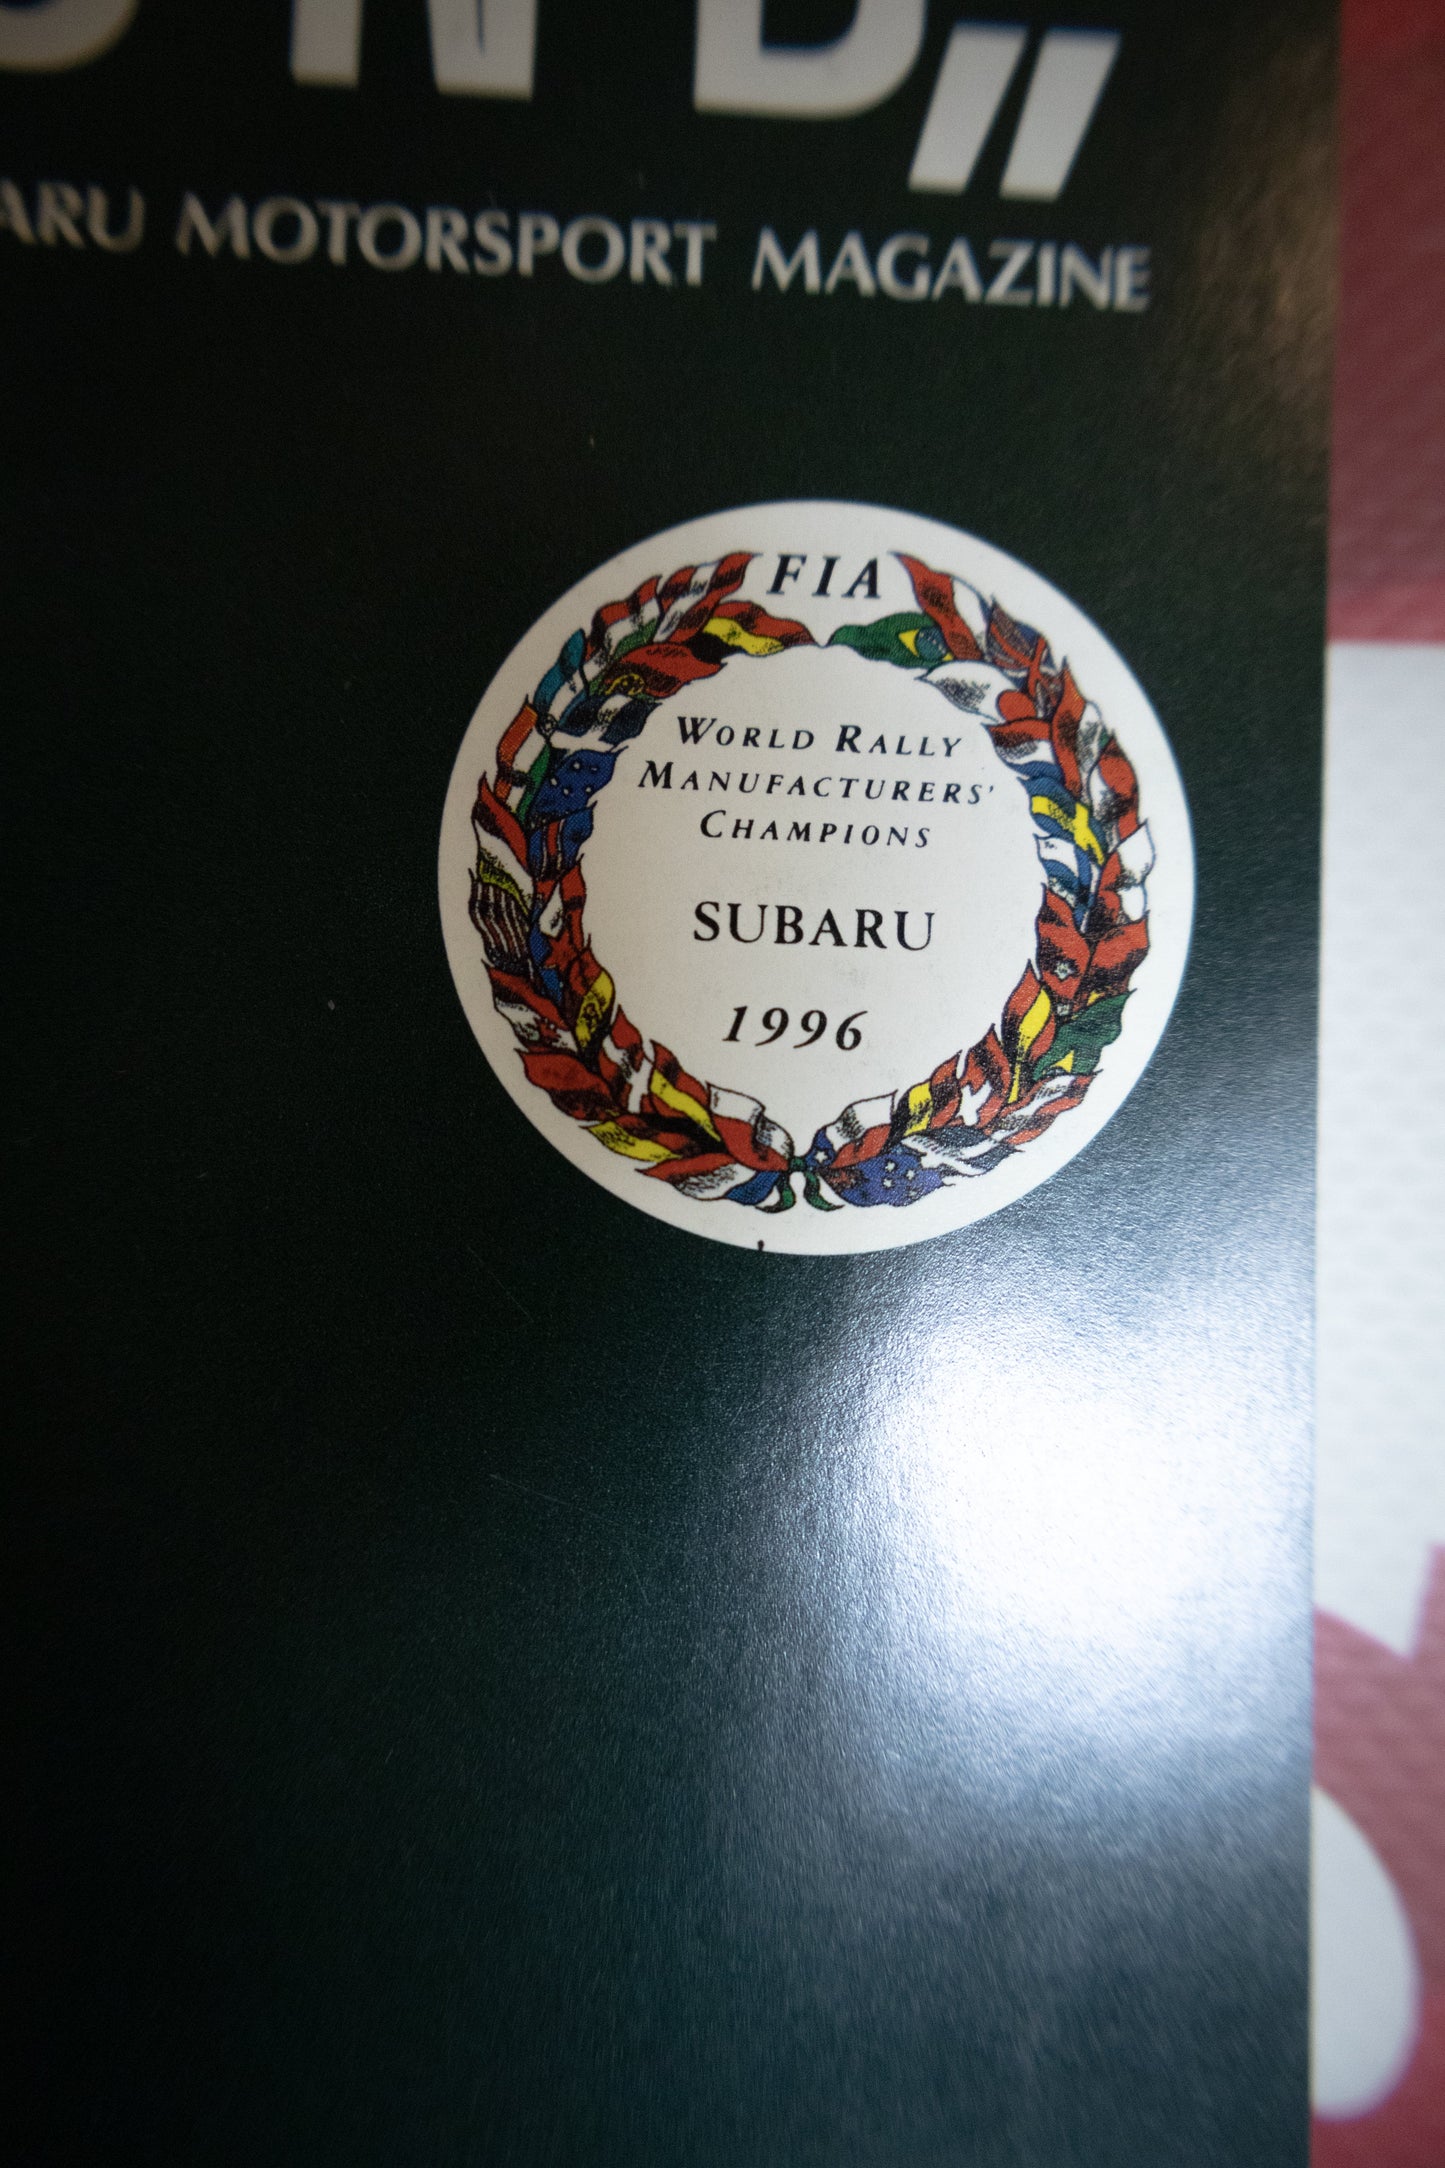 ARU MOTORSPORT MAGAZINE
FIA
WORLD RALLY
MANUFACTURERS'
CHAMPIONS
SUBARU
1996